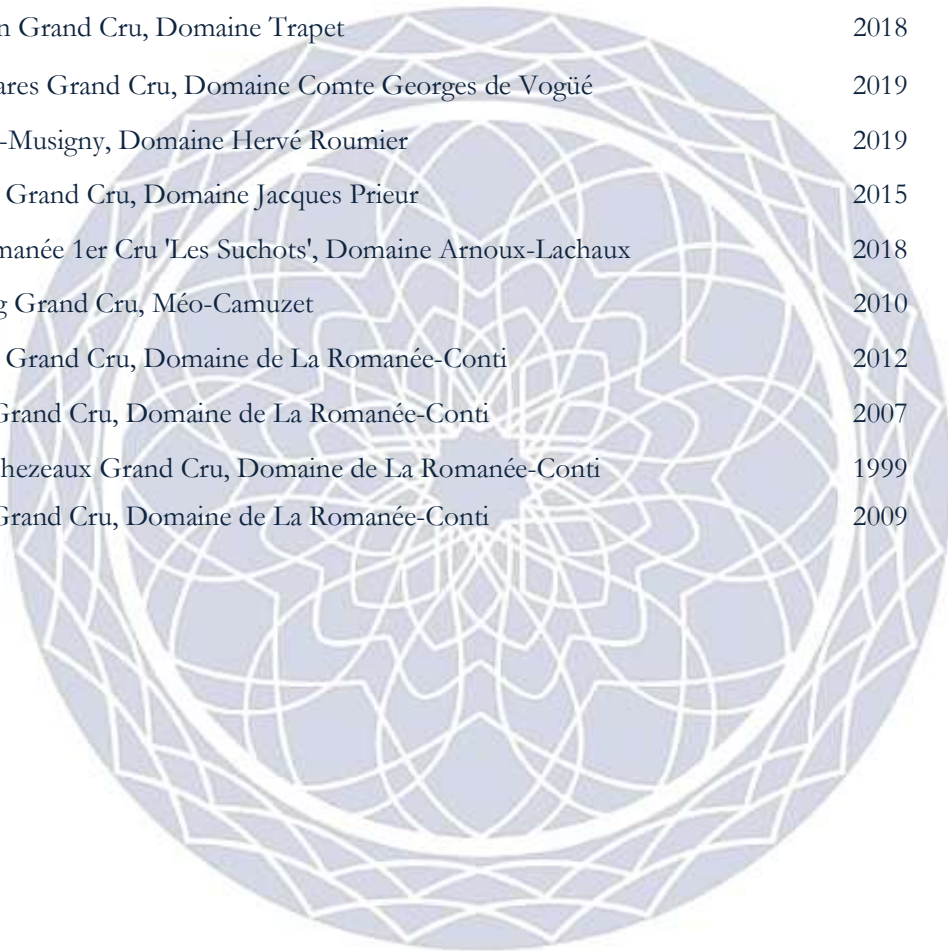 n Grand Cru, Domaine Trapet 2018
ares Grand Cru, Domaine Comte Georges de Vogüé 2019
-Musigny, Domaine Hervé Roumier 2019
Grand Cru, Domaine Jacques Prieur 2015
manée 1er Cru 'Les Suchots', Domaine Arnoux-Lachaux 2018
g Grand Cru, Méo-Camuzet 2010
Grand Cru, Domaine de La Romanée-Conti 2012
Grand Cru, Domaine de La Romanée-Conti 2007
hezeaux Grand Cru, Domaine de La Romanée-Conti 1999
Grand Cru, Domaine de La Romanée-Conti 2009